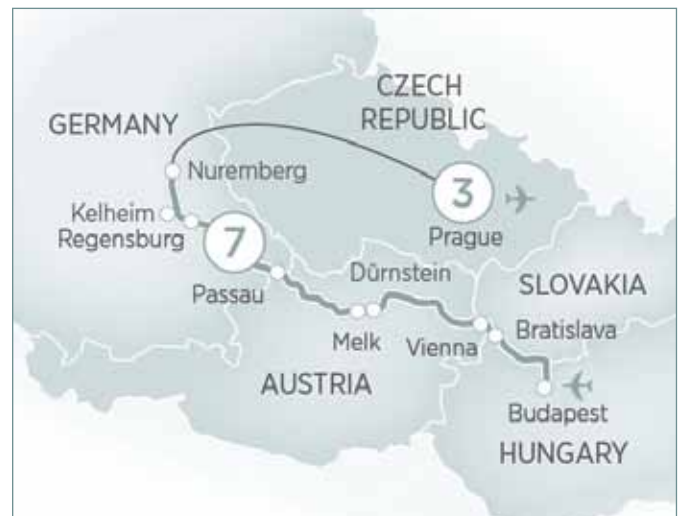 CZECH
REPUBLIC
GERMANY
Nuremberg
3
Prague
Kelheim
Regensburg
7
Passau
Dürnstein
SLOVAKIA
Melk
Vienna
Bratislava
AUSTRIA
Budapest
HUNGARY